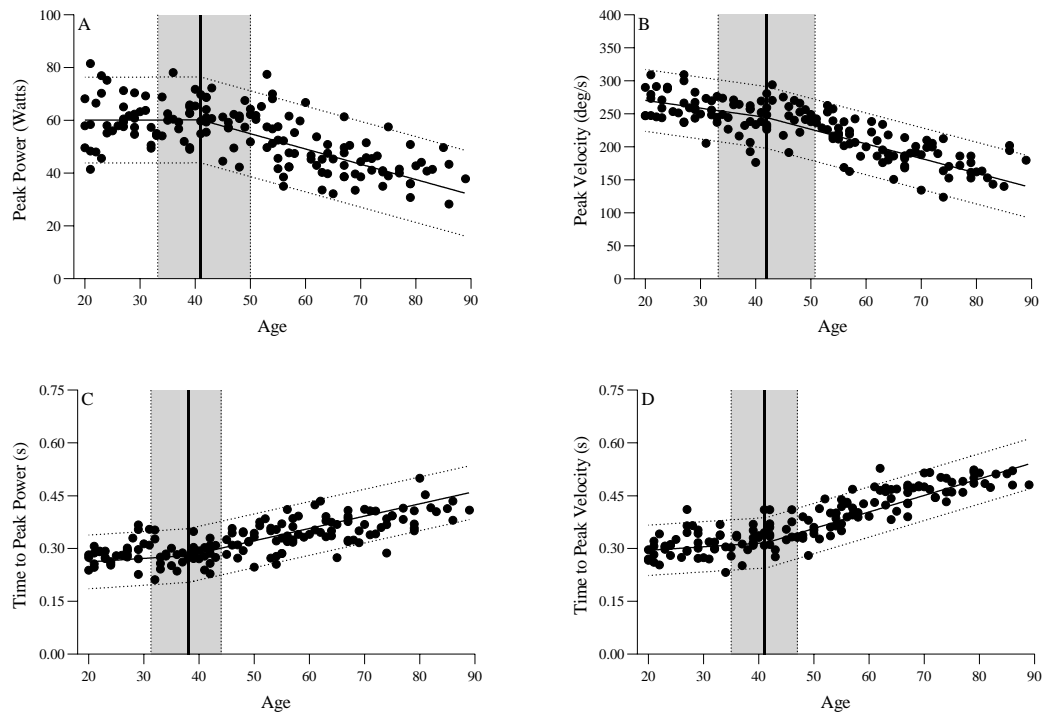 A
Peak Power (Watts)
100
80
60
40
20
0
20 30 40 50 60 70 80 90
Age
B
Peak Velocity (deg/s)
400
350
300
250
200
150
100
50
0
20 30 40 50 60 70 80 90
Age
C
Time to Peak Power (s)
0.75
0.60
0.45
0.30
0.15
0.00
20 30 40 50 60 70 80 90
Age
D
Time to Peak Velocity (s)
0.75
0.60
0.45
0.30
0.15
0.00
20 30 40 50 60 70 80 90
Age